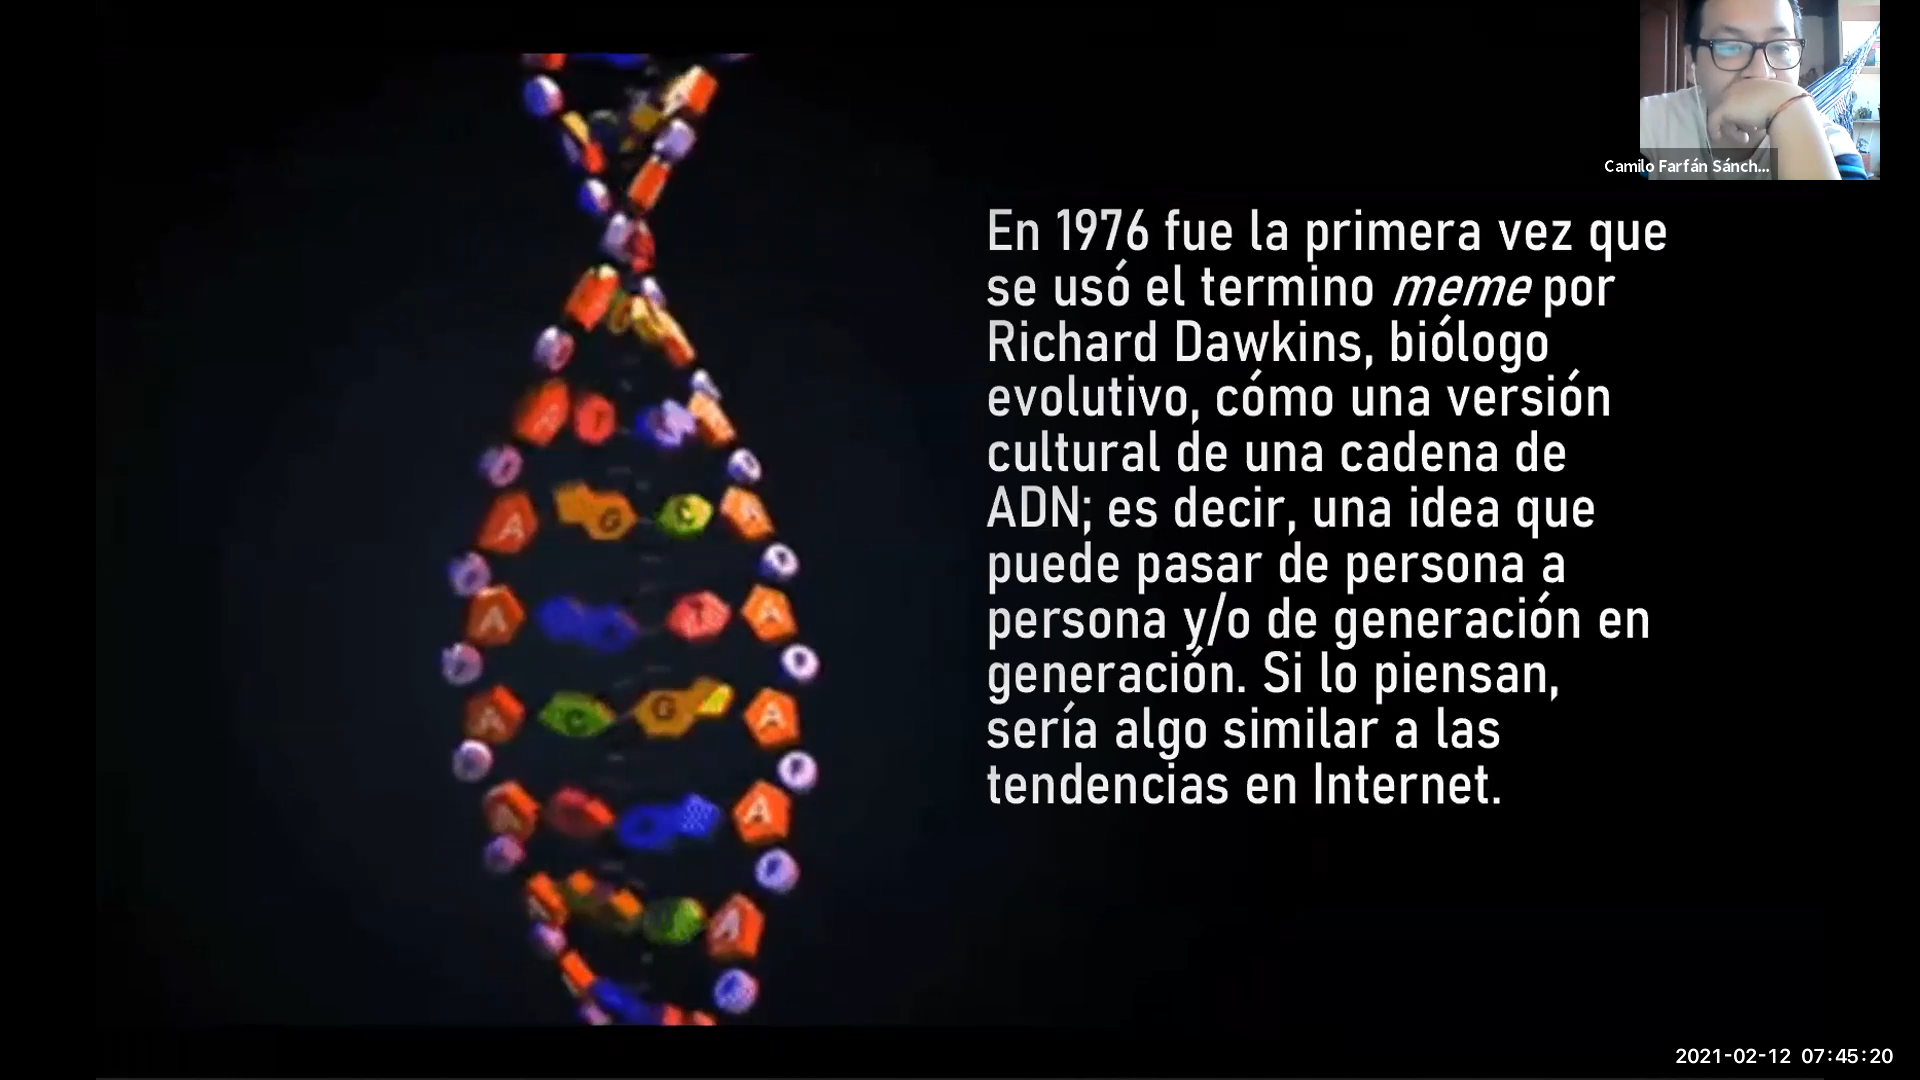 Camilo Farfán Sánch...
En 1976 fue la primera vez que
se usó el termino meme por
Richard Dawkins, biólogo
evolutivo, cómo una versión
cultural de una cadena de
ADN; es decir, una idea que
puede pasar de persona a
persona y/o de generación en
generación. Si lo piensan,
sería algo similar a las
tendencias en Internet.
A T
G C A
A T A
A C G A
A
A
2021-02-12 07:45:20